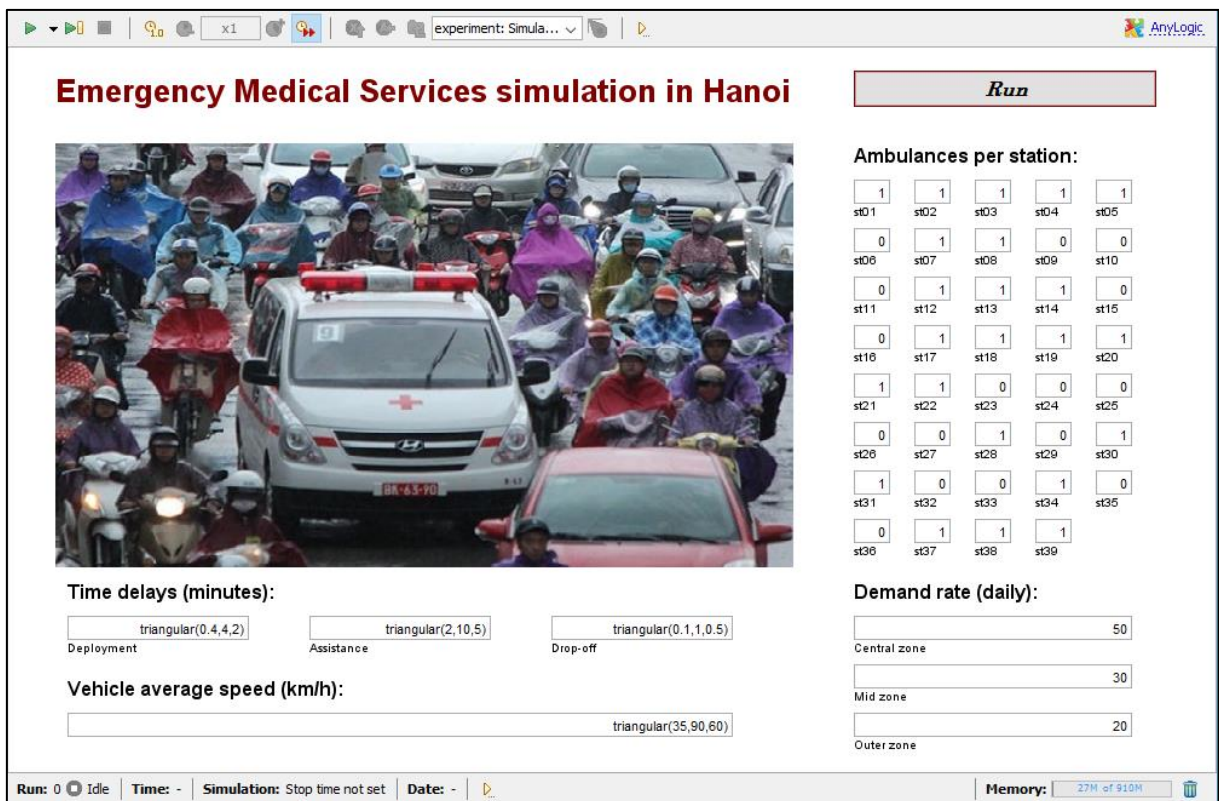 x1 experiment: Simula... AnyLogic
Emergency Medical Services simulation in Hanoi
Run
9
BK-63-90
Ambulances per station:
1 1 1 1 1
st01 st02 st03 st04 st05
0 1 1 0 0
st06 st07 st08 st09 st10
0 1 1 1 0
st11 st12 st13 st14 st15
0 1 1 1 1
st16 st17 st18 st19 st20
1 1 0 0 0
st21 st22 st23 st24 st25
0 0 1 0 1
st26 st27 st28 st29 st30
1 0 0 1 0
st31 st32 st33 st34 st35
0 1 1 1
st36 st37 st38 st39
Time delays (minutes):
triangular(0.4,4,2) triangular(2,10,5) triangular(0.1,1,0.5)
Deployment Assistance Drop-off
Vehicle average speed (km/h):
triangular(35,90,60)
Demand rate (daily):
50
Central zone
30
Mid zone
20
Outer zone
Run: 0 Idle Time: - Simulation: Stop time not set Date: - Memory: 27M of 910M